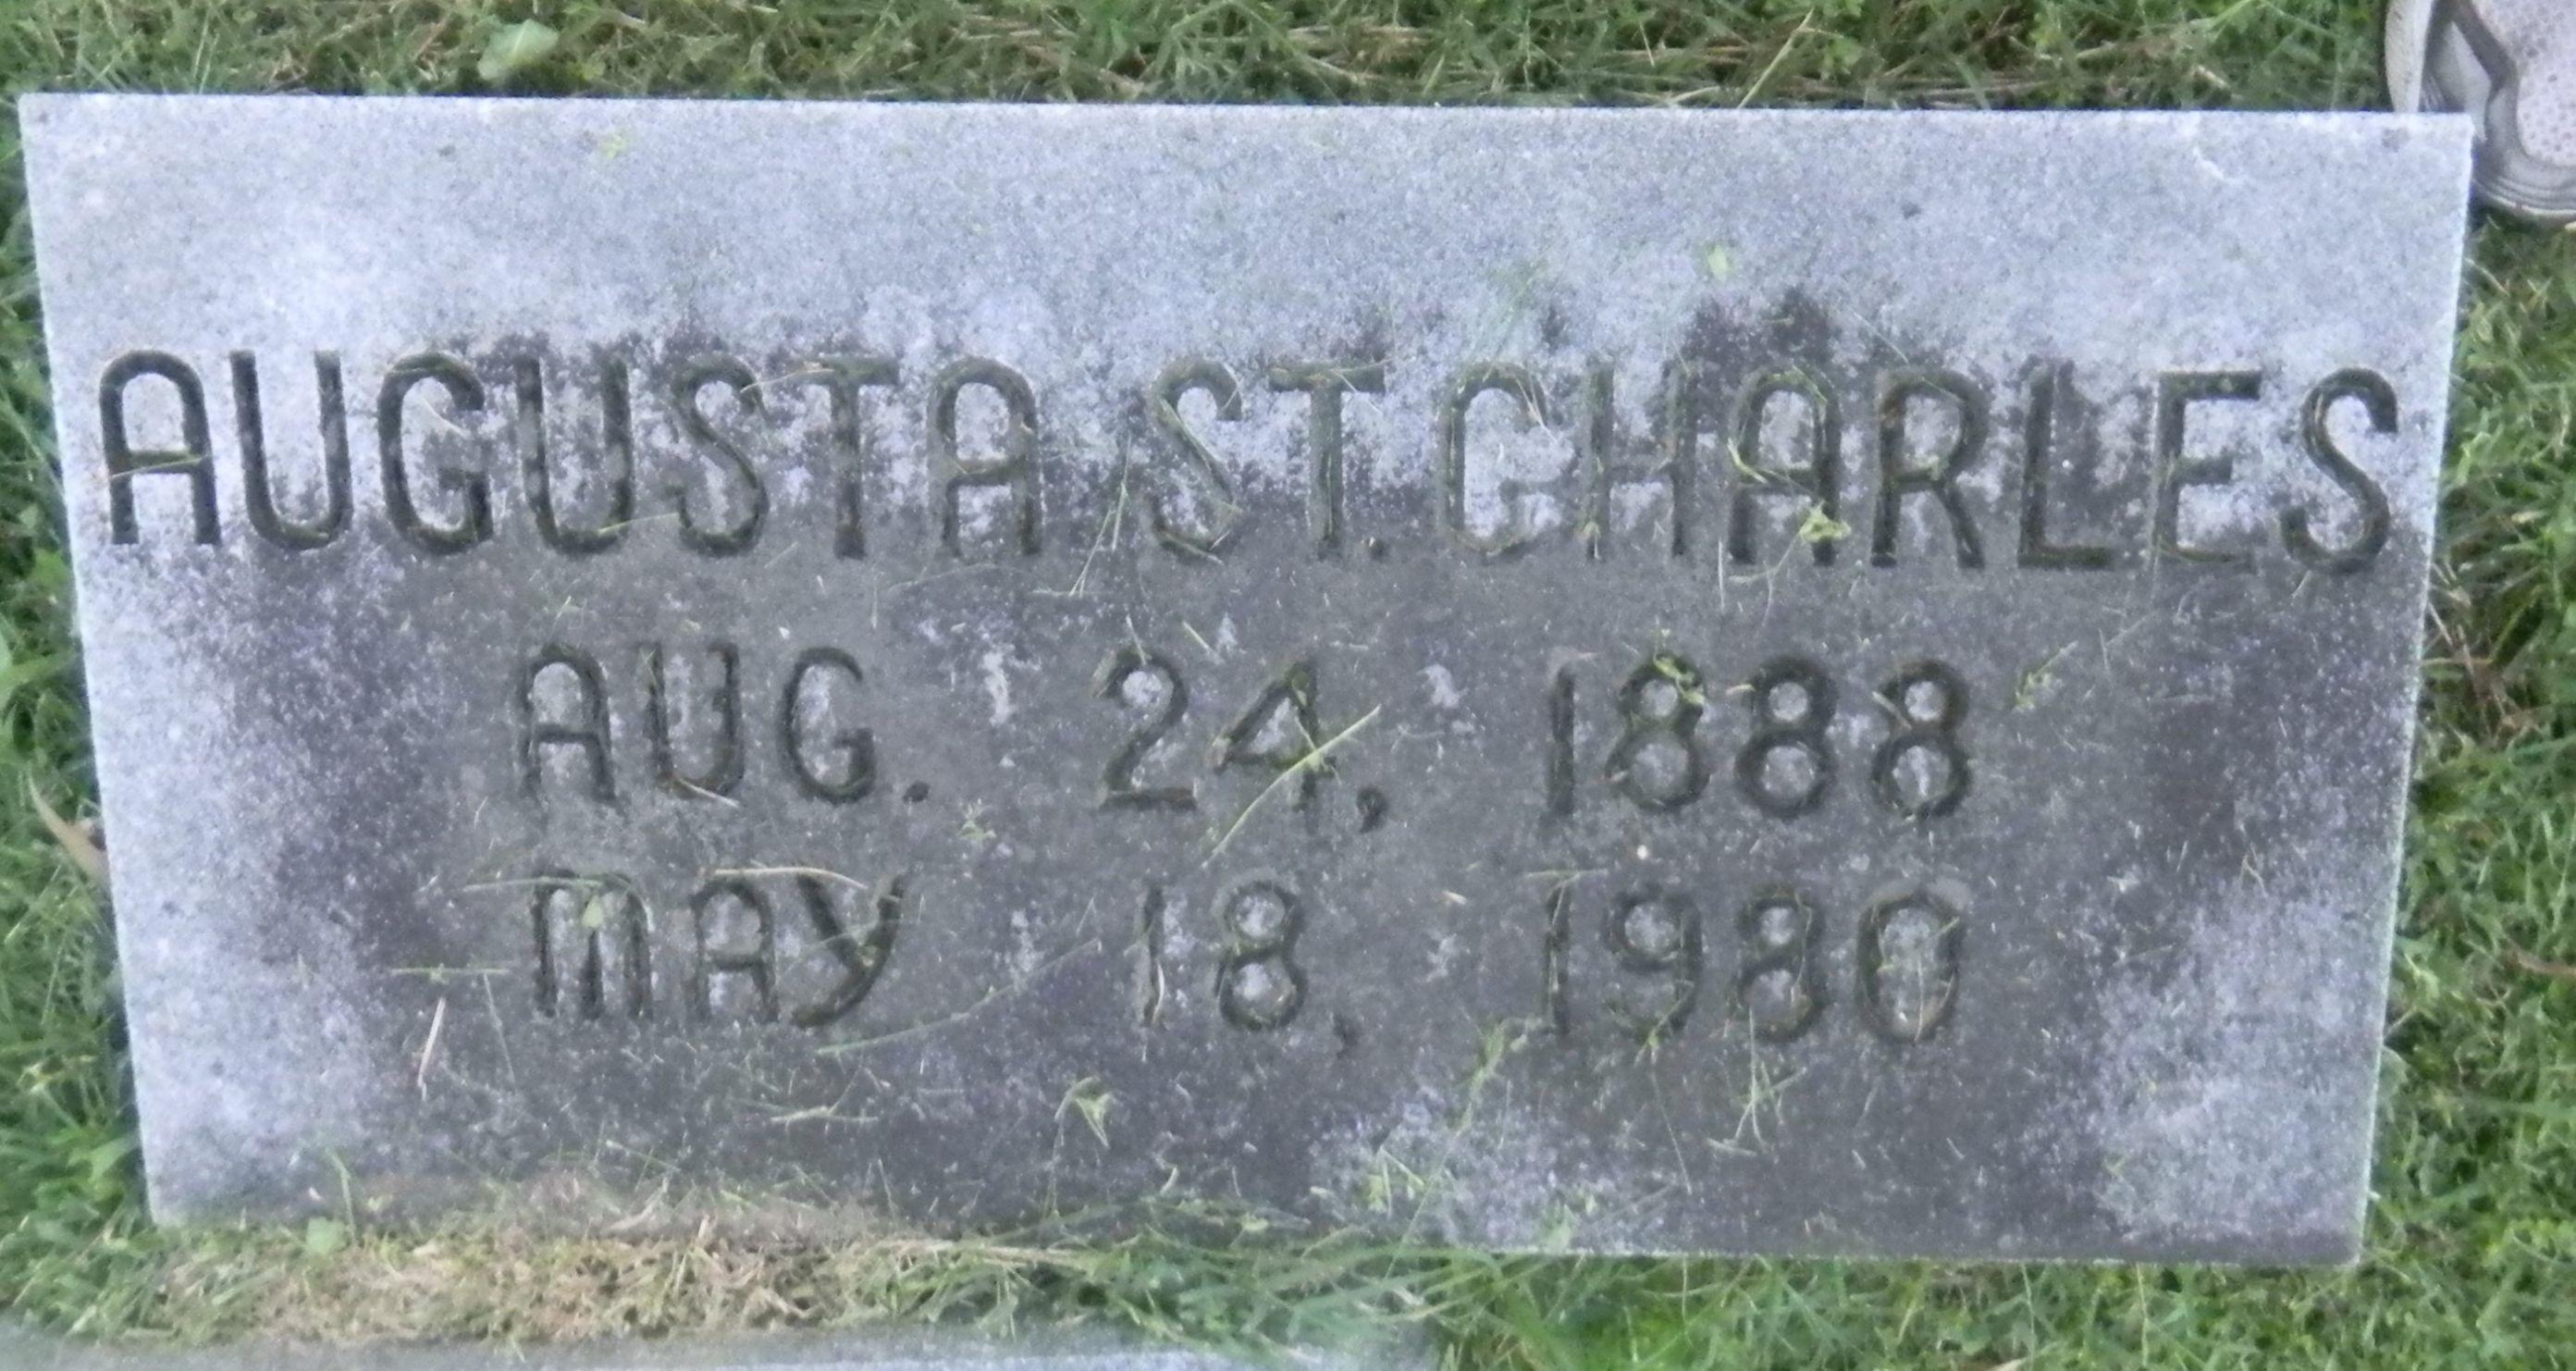 AUGUSTA ST. CHARLES
AUG. 24, 1888
MAY 18, 1980